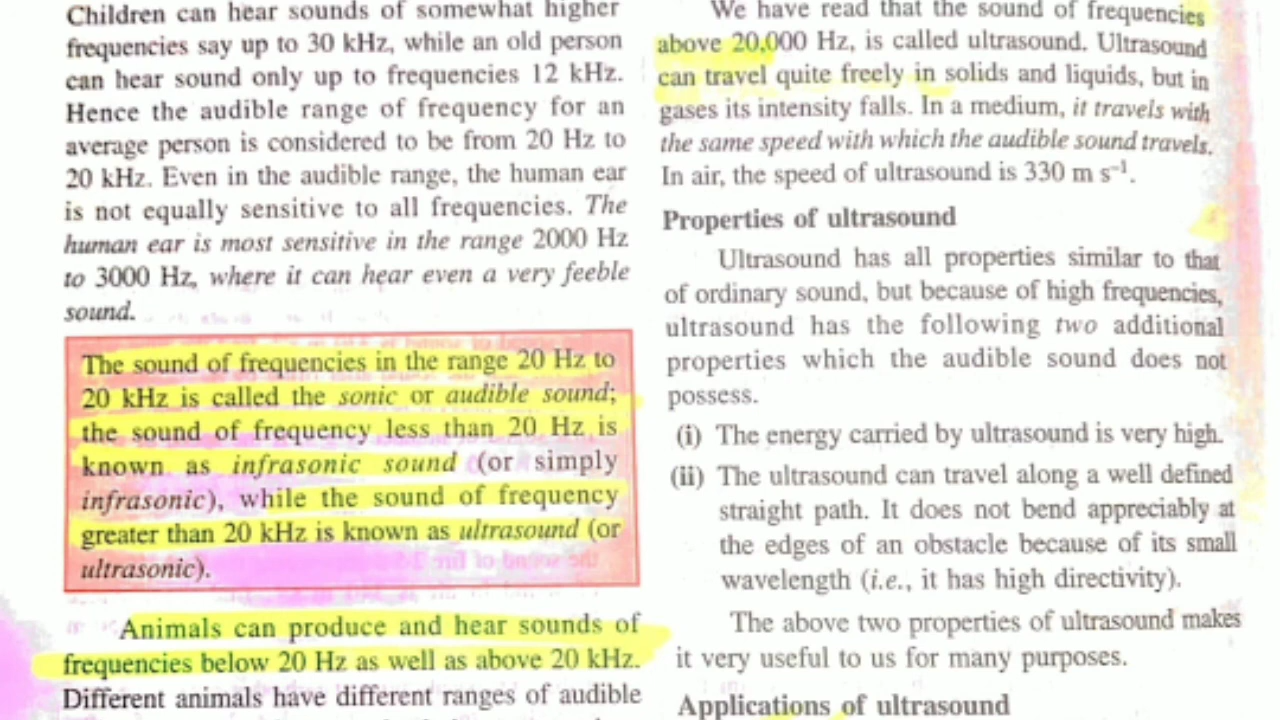 Children can hear sounds of somewhat higher
frequencies say up to 30 kHz, while an old person
can hear sound only up to frequencies 12 kHz.
Hence the audible range of frequency for an
average person is considered to be from 20 Hz to
20 kHz. Even in the audible range, the human ear
is not equally sensitive to all frequencies. The
human ear is most sensitive in the range 2000 Hz
to 3000 Hz, where it can hear even a very feeble
sound.
The sound of frequencies in the range 20 Hz to
20 kHz is called the sonic or audible sound;
the sound of frequency less than 20 Hz is
known as infrasonic sound (or simply
infrasonic), while the sound of frequency
greater than 20 kHz is known as ultrasound (or
ultrasonic).
Animals can produce and hear sounds of
frequencies below 20 Hz as well as above 20 kHz.
Different animals have different ranges of audible
We have read that the sound of frequencies
above 20,000 Hz, is called ultrasound. Ultrasound
can travel quite freely in solids and liquids, but in
gases its intensity falls. In a medium, it travels with
the same speed with which the audible sound travels.
In air, the speed of ultrasound is 330 m s⁻¹.
Properties of ultrasound
Ultrasound has all properties similar to that
of ordinary sound, but because of high frequencies,
ultrasound has the following two additional
properties which the audible sound does not
possess.
(i) The energy carried by ultrasound is very high.
(ii) The ultrasound can travel along a well defined
straight path. It does not bend appreciably at
the edges of an obstacle because of its small
wavelength (i.e., it has high directivity).
The above two properties of ultrasound makes
it very useful to us for many purposes.
Applications of ultrasound